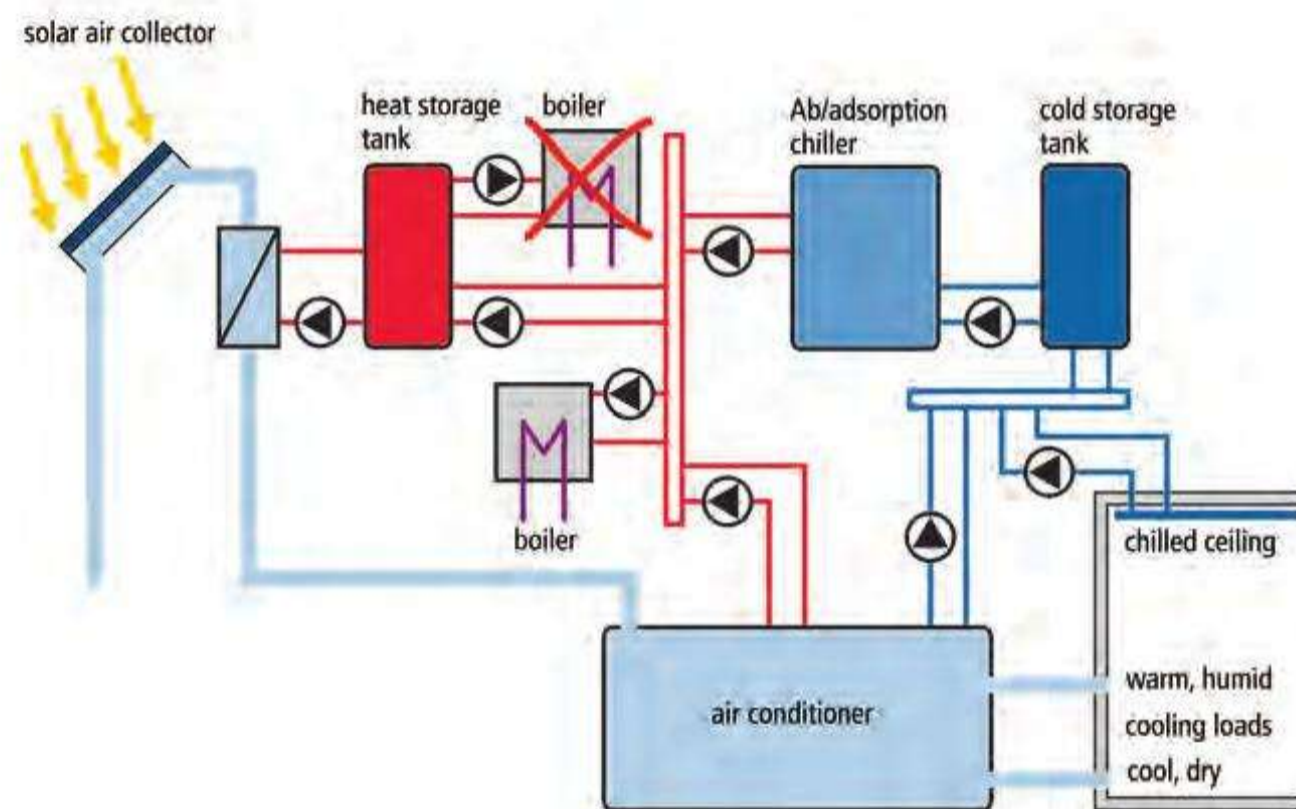 solar air collector
heat storage
tank
boiler
Ab/adsorption
chiller
cold storage
tank
boiler
chilled ceiling
air conditioner
warm, humid
cooling loads
cool, dry